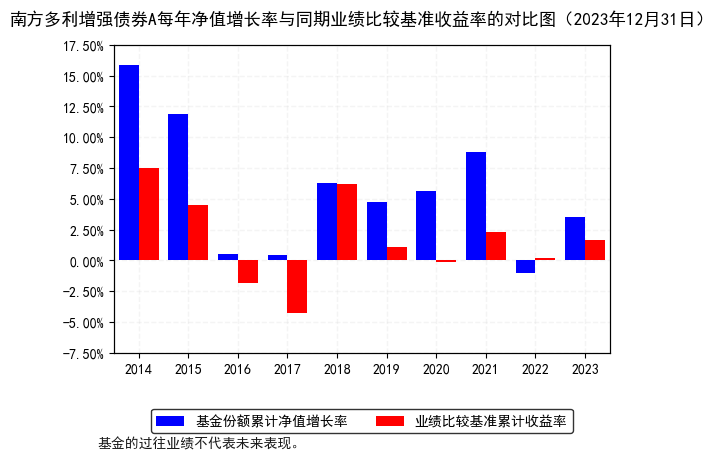 南方多利增强债券A每年净值增长率与同期业绩比较基准收益率的对比图（2023年12月31日）
17.50%
15.00%
12.50%
10.00%
7.50%
5.00%
2.50%
0.00%
-2.50%
-5.00%
-7.50%
2014 2015 2016 2017 2018 2019 2020 2021 2022 2023
基金份额累计净值增长率 业绩比较基准累计收益率
基金的过往业绩不代表未来表现。